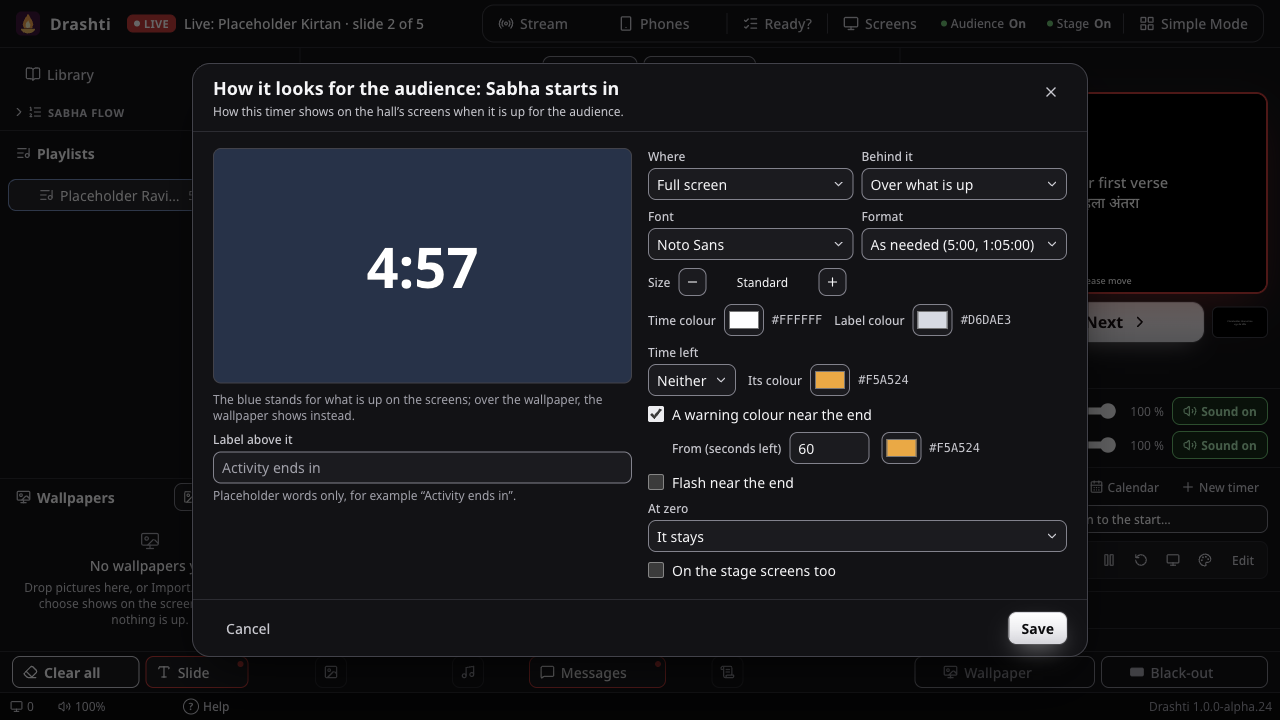 Drashti
LIVE
Live: Placeholder Kirtan · slide 2 of 5
Stream
Phones
Ready?
Screens
Audience On
Stage On
Simple Mode
Library
SABHA FLOW
Playlists
Placeholder Ravi...
How it looks for the audience: Sabha starts in
How this timer shows on the hall's screens when it is up for the audience.
4:57
The blue stands for what is up on the screens; over the wallpaper, the
wallpaper shows instead.
Label above it
Activity ends in
Placeholder words only, for example “Activity ends in”.
Where
Behind it
Full screen
Over what is up
Font
Format
Noto Sans
As needed (5:00, 1:05:00)
Size
Standard
Time colour
#FFFFFF
Label colour
#D6DAE3
Time left
Neither
Its colour
#F5A524
A warning colour near the end
From (seconds left)
60
#F5A524
Flash near the end
At zero
It stays
On the stage screens too
Cancel
Save
first verse
अंतरा
move
Next
100 %
Sound on
100 %
Sound on
Calendar
New timer
to the start...
Edit
Wallpapers
No wallpapers
Drop pictures here, or Import
choose shows on the
nothing is up.
Clear all
Slide
Messages
Wallpaper
Black-out
0
100%
Help
Drashti 1.0.0-alpha.24